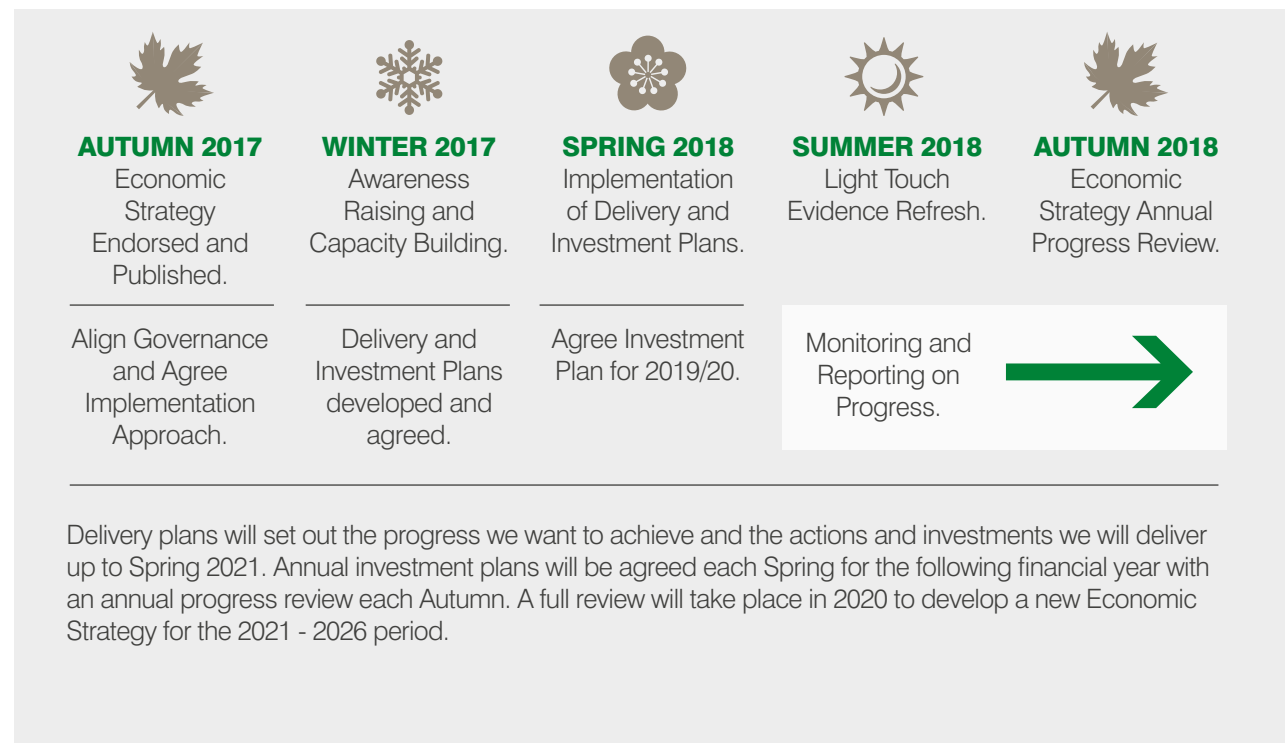 AUTUMN 2017
Economic
Strategy
Endorsed and
Published.
Align Governance
and Agree
Implementation
Approach.
WINTER 2017
Awareness
Raising and
Capacity Building.
Delivery and
Investment Plans
developed and
agreed.
SPRING 2018
Implementation
of Delivery and
Investment Plans.
Agree Investment
Plan for 2019/20.
SUMMER 2018
Light Touch
Evidence Refresh.
AUTUMN 2018
Economic
Strategy Annual
Progress Review.
Monitoring and
Reporting on
Progress.
Delivery plans will set out the progress we want to achieve and the actions and investments we will deliver
up to Spring 2021. Annual investment plans will be agreed each Spring for the following financial year with
an annual progress review each Autumn. A full review will take place in 2020 to develop a new Economic
Strategy for the 2021 - 2026 period.